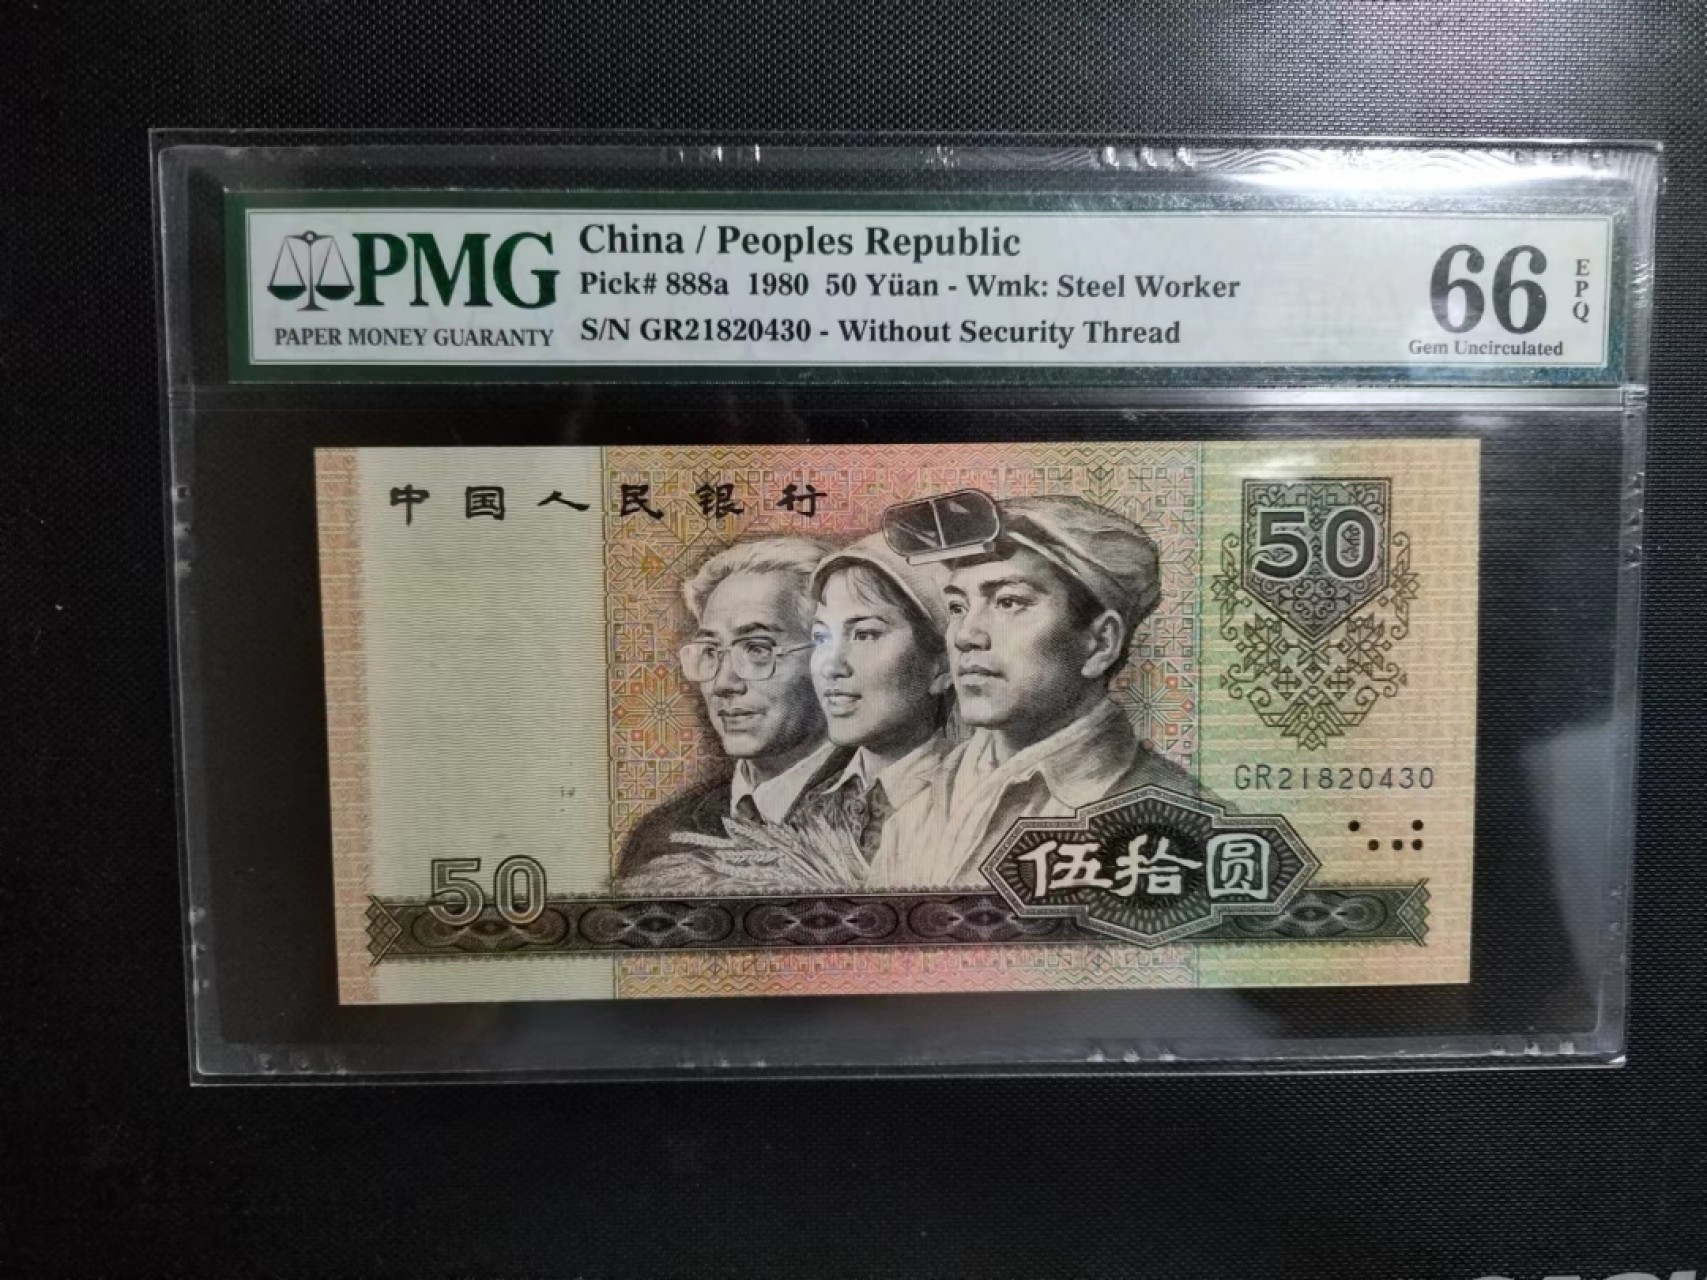 China / Peoples Republic
PMG
Pick# 888a 1980 50 Yüan - Wmk: Steel Worker
PAPER MONEY GUARANTY
S/N GR21820430 - Without Security Thread
66
EPQ
Gem Uncirculated
中国人民银行
50
GR21820430
50
伍拾圆